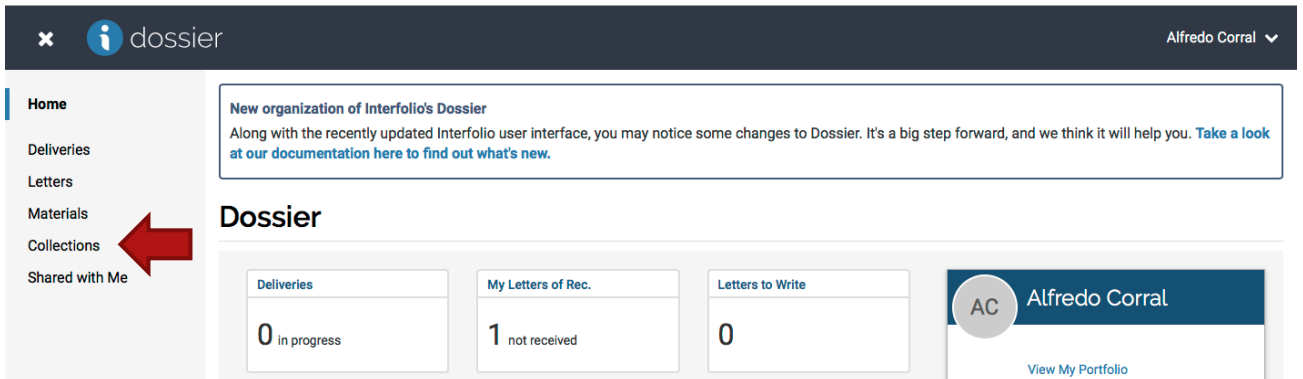 dossier
Alfredo Corral
Home
Deliveries
Letters
Materials
Collections
Shared with Me
New organization of Interfolio's Dossier
Along with the recently updated Interfolio user interface, you may notice some changes to Dossier. It's a big step forward, and we think it will help you. Take a look
at our documentation here to find out what's new.
Dossier
Deliveries
0 in progress
My Letters of Rec.
1 not received
Letters to Write
0
AC
Alfredo Corral
View My Portfolio